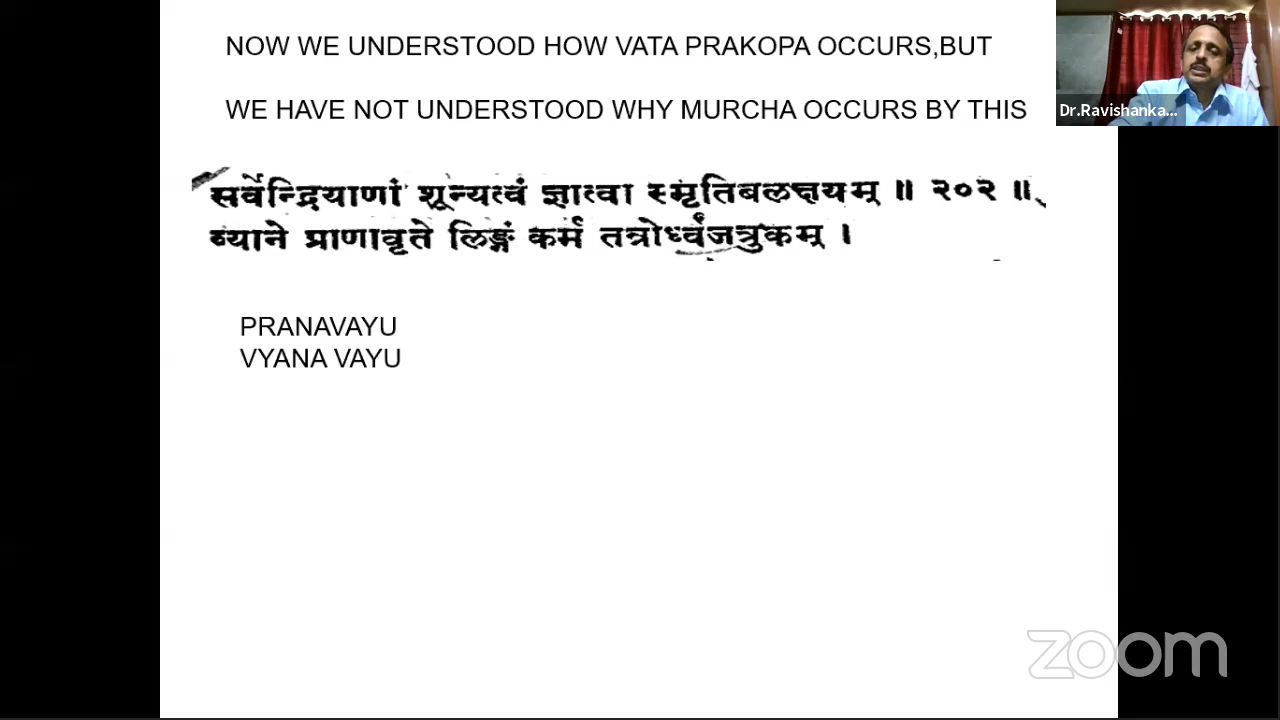 NOW WE UNDERSTOOD HOW VATA PRAKOPA OCCURS,BUT
WE HAVE NOT UNDERSTOOD WHY MURCHA OCCURS BY THIS
सर्वेन्द्रियाणां शून्यत्वं ज्ञात्वा स्मृतिबलक्षयम् ॥ २०२ ॥
व्याने प्राणावृते लिङ्गं कर्म तत्रोर्ध्वजत्रुकम् ।
PRANAVAYU
VYANA VAYU
Dr.Ravishanka...
zoom